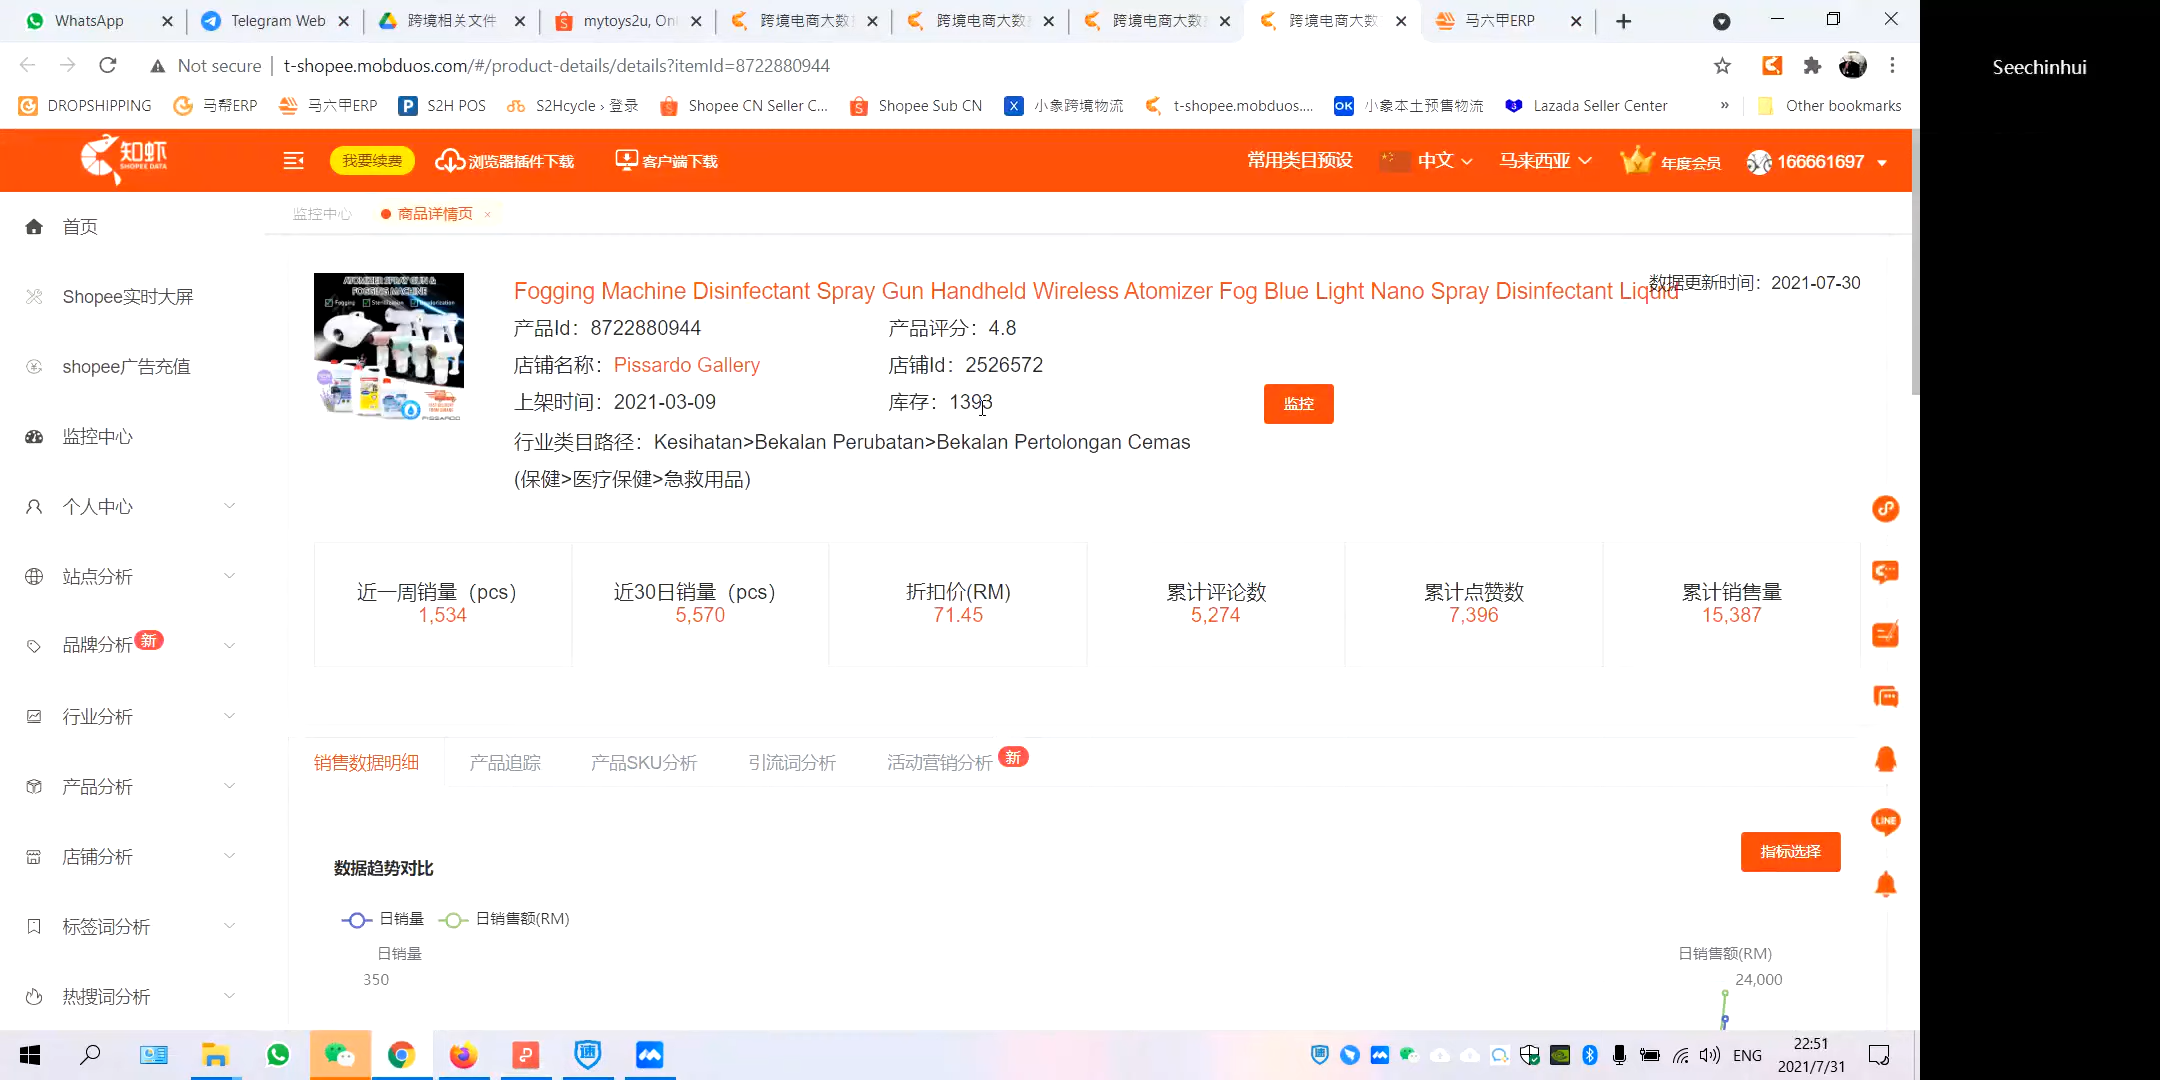 WhatsApp
Telegram Web
跨境相关文件
mytoys2u, Onl
跨境电商大数据
跨境电商大数据
跨境电商大数据
跨境电商大数
马六甲ERP
Not secure
t-shopee.mobduos.com/#/product-details/details?itemId=8722880944
Seechinhui
DROPSHIPPING
马帮ERP
马六甲ERP
S2H POS
S2Hcycle › 登录
Shopee CN Seller C...
Shopee Sub CN
小象跨境物流
t-shopee.mobduos....
OK 小象本土预售物流
Lazada Seller Center
»
Other bookmarks
知虾
SHOPEE DATA
我要续费
浏览器插件下载
客户端下载
常用类目预设
中文
马来西亚
年度会员
166661697
监控中心
商品详情页 ×
首页
Shopee实时大屏
shopee广告充值
监控中心
个人中心
站点分析
品牌分析 新
行业分析
产品分析
店铺分析
标签词分析
热搜词分析
ATOMIZER SPRAY GUN &
FOGGING MACHINE
Fogging Sterilization Deodorization
PISSARDO
Fogging Machine Disinfectant Spray Gun Handheld Wireless Atomizer Fog Blue Light Nano Spray Disinfectant Liquid
数据更新时间：2021-07-30
产品Id：8722880944
产品评分：4.8
店铺名称：Pissardo Gallery
店铺Id：2526572
上架时间：2021-03-09
库存：1393
监控
行业类目路径：Kesihatan>Bekalan Perubatan>Bekalan Pertolongan Cemas
(保健>医疗保健>急救用品)
近一周销量（pcs）
1,534
近30日销量（pcs）
5,570
折扣价(RM)
71.45
累计评论数
5,274
累计点赞数
7,396
累计销售量
15,387
销售数据明细
产品追踪
产品SKU分析
引流词分析
活动营销分析 新
指标选择
LINE
数据趋势对比
日销量
日销售额(RM)
日销量
350
日销售额(RM)
24,000
速
ENG
22:51
2021/7/31